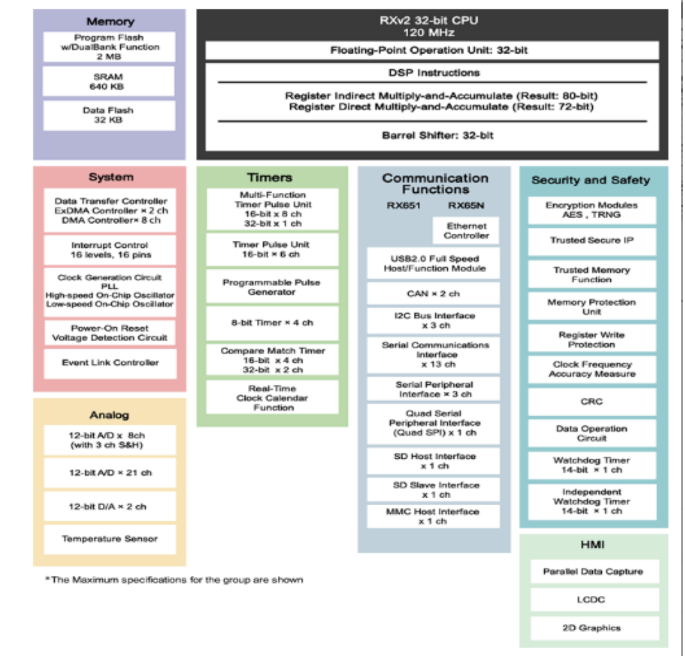 Memory
Program Flash
w/DualBank Function
2 MB
SRAM
640 KB
Data Flash
32 KB
RXv2 32-bit CPU
120 MHz
Floating-Point Operation Unit: 32-bit
DSP Instructions
Register Indirect Multiply-and-Accumulate (Result: 80-bit)
Register Direct Multiply-and-Accumulate (Result: 72-bit)
Barrel Shifter: 32-bit
System
Data Transfer Controller
ExDMA Controller × 2 ch
DMA Controller× 8 ch
Interrupt Control
16 levels, 16 pins
Clock Generation Circuit
PLL
High-speed On-Chip Oscillator
Low-speed On-Chip Oscillator
Power-On Reset
Voltage Detection Circuit
Event Link Controller
Analog
12-bit A/D x 8ch
(with 3 ch S&H)
12-bit A/D × 21 ch
12-bit D/A × 2 ch
Temperature Sensor
Timers
Multi-Function
Timer Pulse Unit
16-bit x 8 ch
32-bit x 1 ch
Timer Pulse Unit
16-bit × 6 ch
Programmable Pulse
Generator
8-bit Timer × 4 ch
Compare Match Timer
16-bit x 4 ch
32-bit x 2 ch
Real-Time
Clock Calendar
Function
Communication
Functions
RX651 RX65N
Ethernet
Controller
USB2.0 Full Speed
Host/Function Module
CAN × 2 ch
I2C Bus Interface
x 3 ch
Serial Communications
Interface
x 13 ch
Serial Peripheral
Interface × 3 ch
Quad Serial
Peripheral Interface
(Quad SPI) x 1 ch
SD Host Interface
x 1 ch
SD Slave Interface
x 1 ch
MMC Host Interface
x 1 ch
Security and Safety
Encryption Modules
AES , TRNG
Trusted Secure IP
Trusted Memory
Function
Memory Protection
Unit
Register Write
Protection
Clock Frequency
Accuracy Measure
CRC
Data Operation
Circuit
Watchdog Timer
14-bit × 1 ch
Independent
Watchdog Timer
14-bit × 1 ch
HMI
Parallel Data Capture
LCDC
2D Graphics
*The Maximum specifications for the group are shown